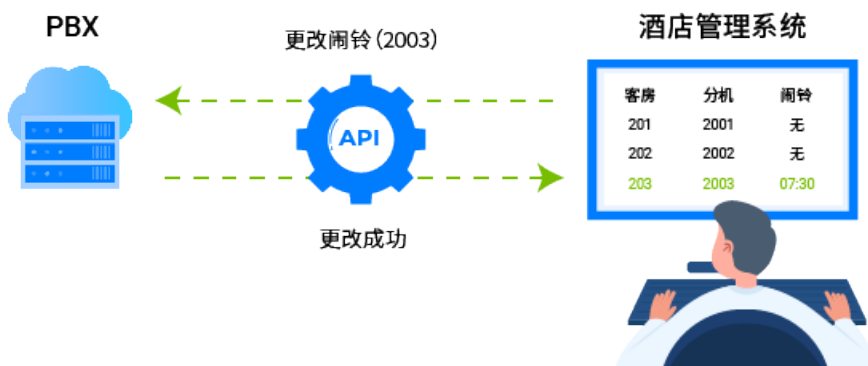 PBX
更改闹铃(2003)
酒店管理系统
API
更改成功
客房 分机 闹铃
201 2001 无
202 2002 无
203 2003 07:30